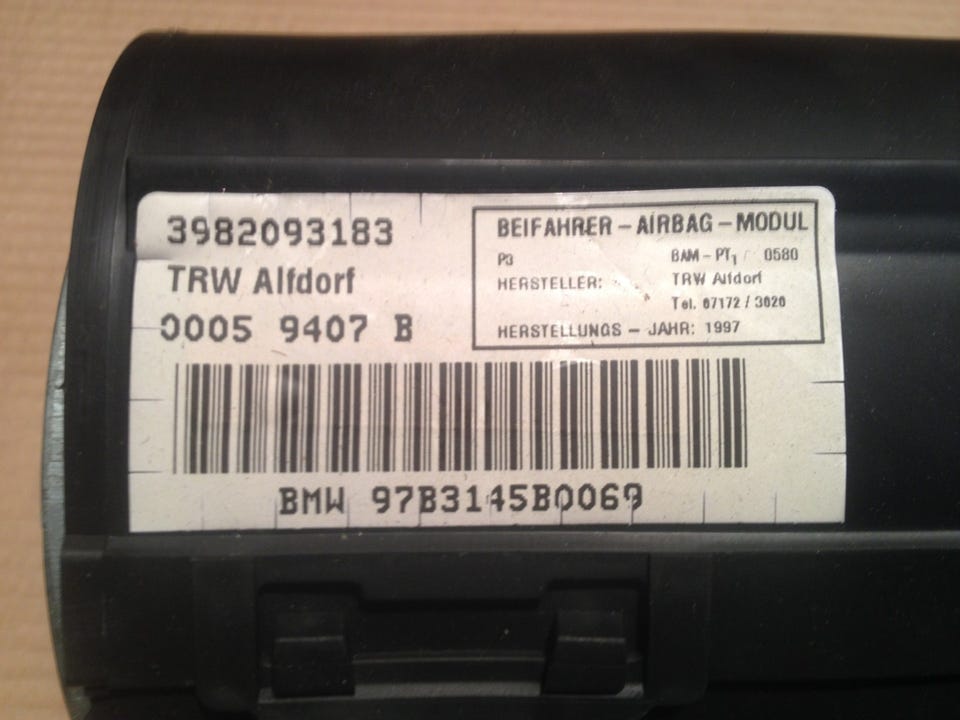 3982093183
TRW Alfdorf
0005 9407 B
BEIFAHRER - AIRBAG - MODUL
P3 BAM - PT1 / 0580
HERSTELLER: TRW Alfdorf
Tel. 07172 / 3020
HERSTELLUNGS - JAHR: 1997
BMW 97B3145B0069